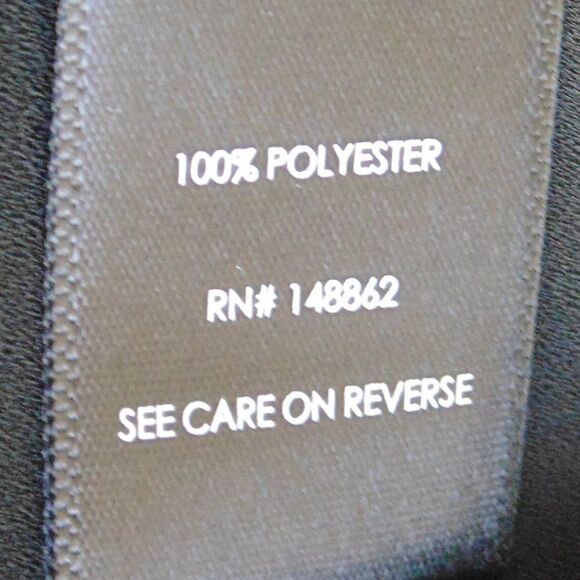 100% POLYESTER
RN# 148862
SEE CARE ON REVERSE